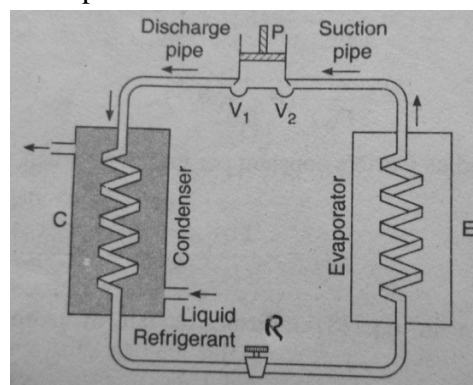 Discharge
pipe
P
Suction
pipe
V1
V2
C
Condenser
Evaporator
E
Liquid
Refrigerant
R